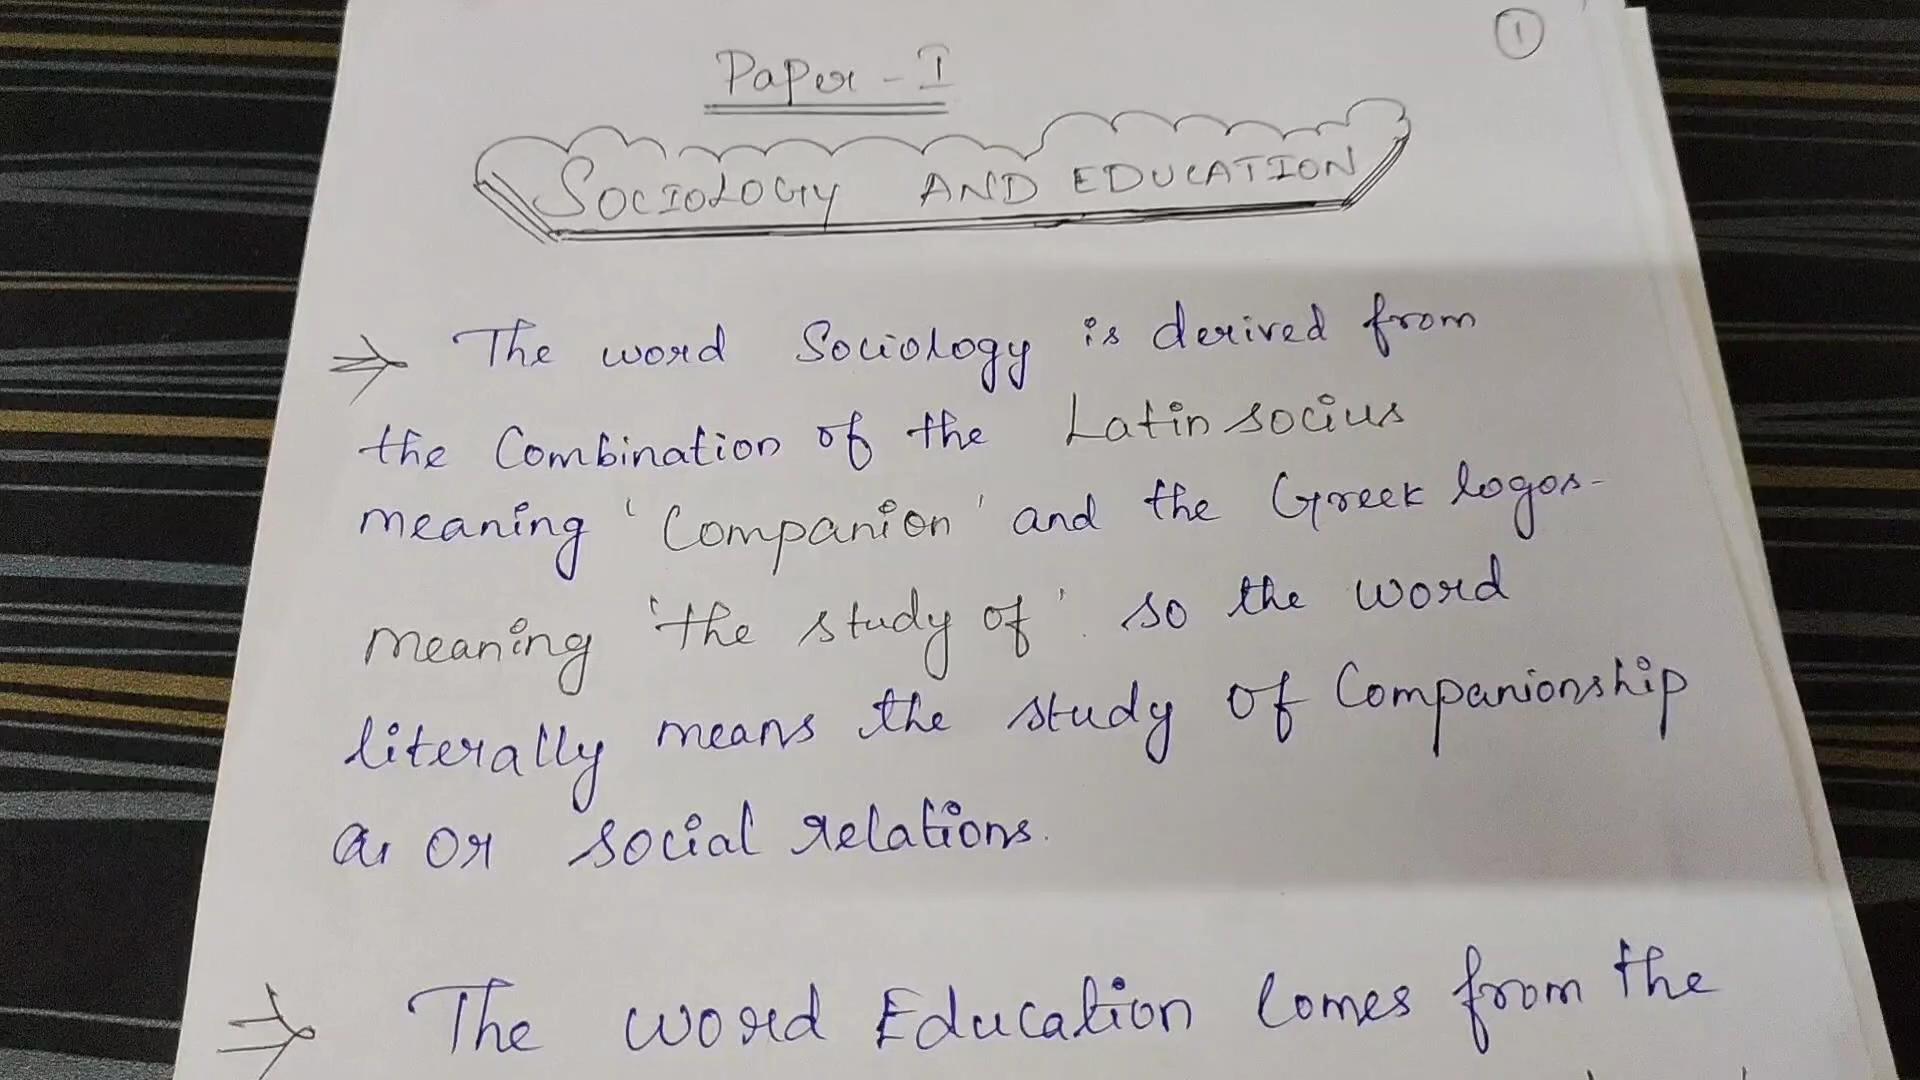 1
Paper - I
SOCIOLOGY AND EDUCATION
The word Sociology is derived from
the Combination of the Latin socius
meaning 'Companion' and the Greek logos-
meaning 'the study of'. so the word
literally means the study of Companionship
or social relations.
The word Education Comes from the